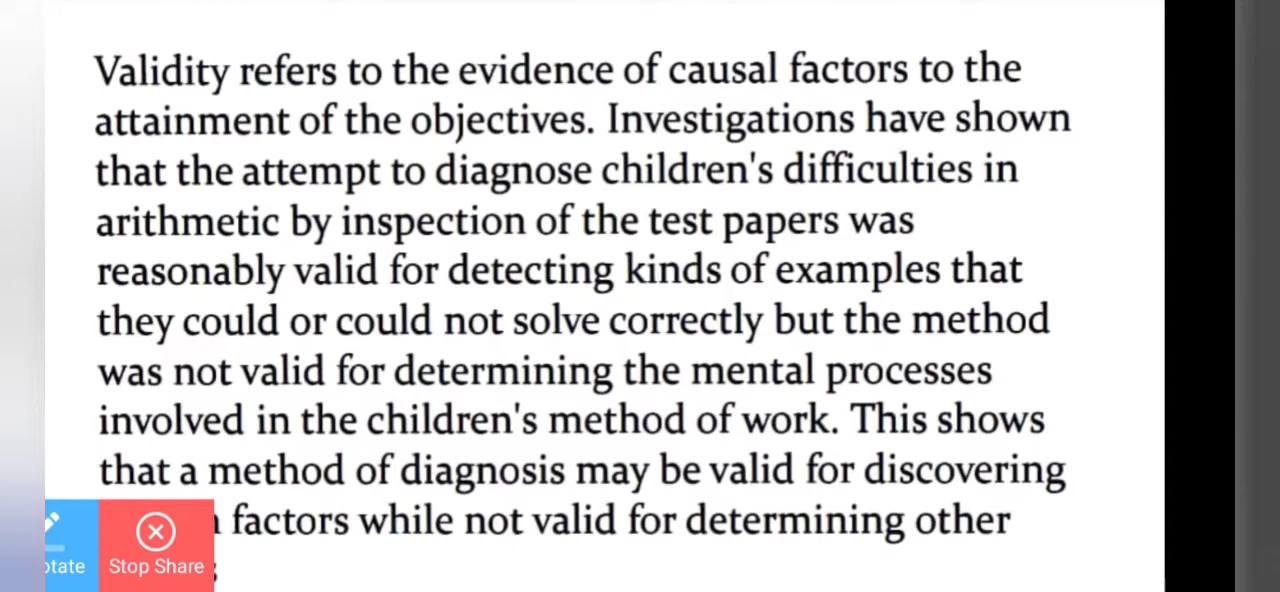 Validity refers to the evidence of causal factors to the
attainment of the objectives. Investigations have shown
that the attempt to diagnose children's difficulties in
arithmetic by inspection of the test papers was
reasonably valid for detecting kinds of examples that
they could or could not solve correctly but the method
was not valid for determining the mental processes
involved in the children's method of work. This shows
that a method of diagnosis may be valid for discovering
factors while not valid for determining other
Stop Share